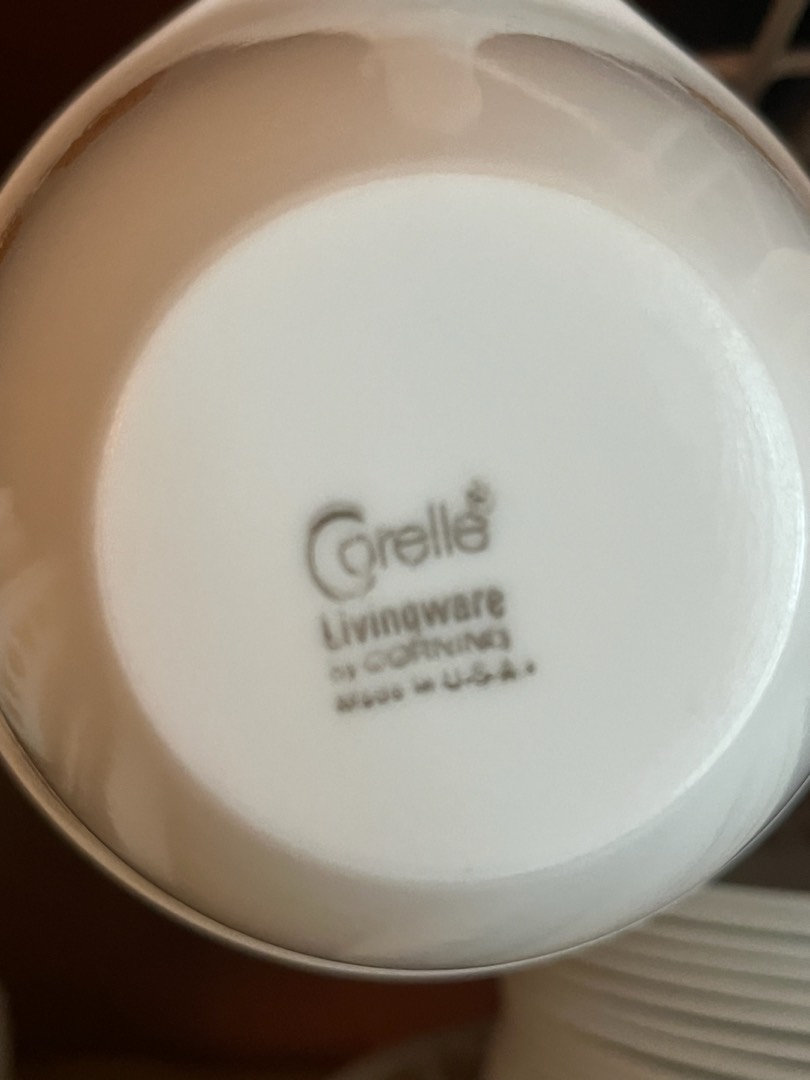 Corelle®
Livingware
by CORNING
Made in U.S.A.